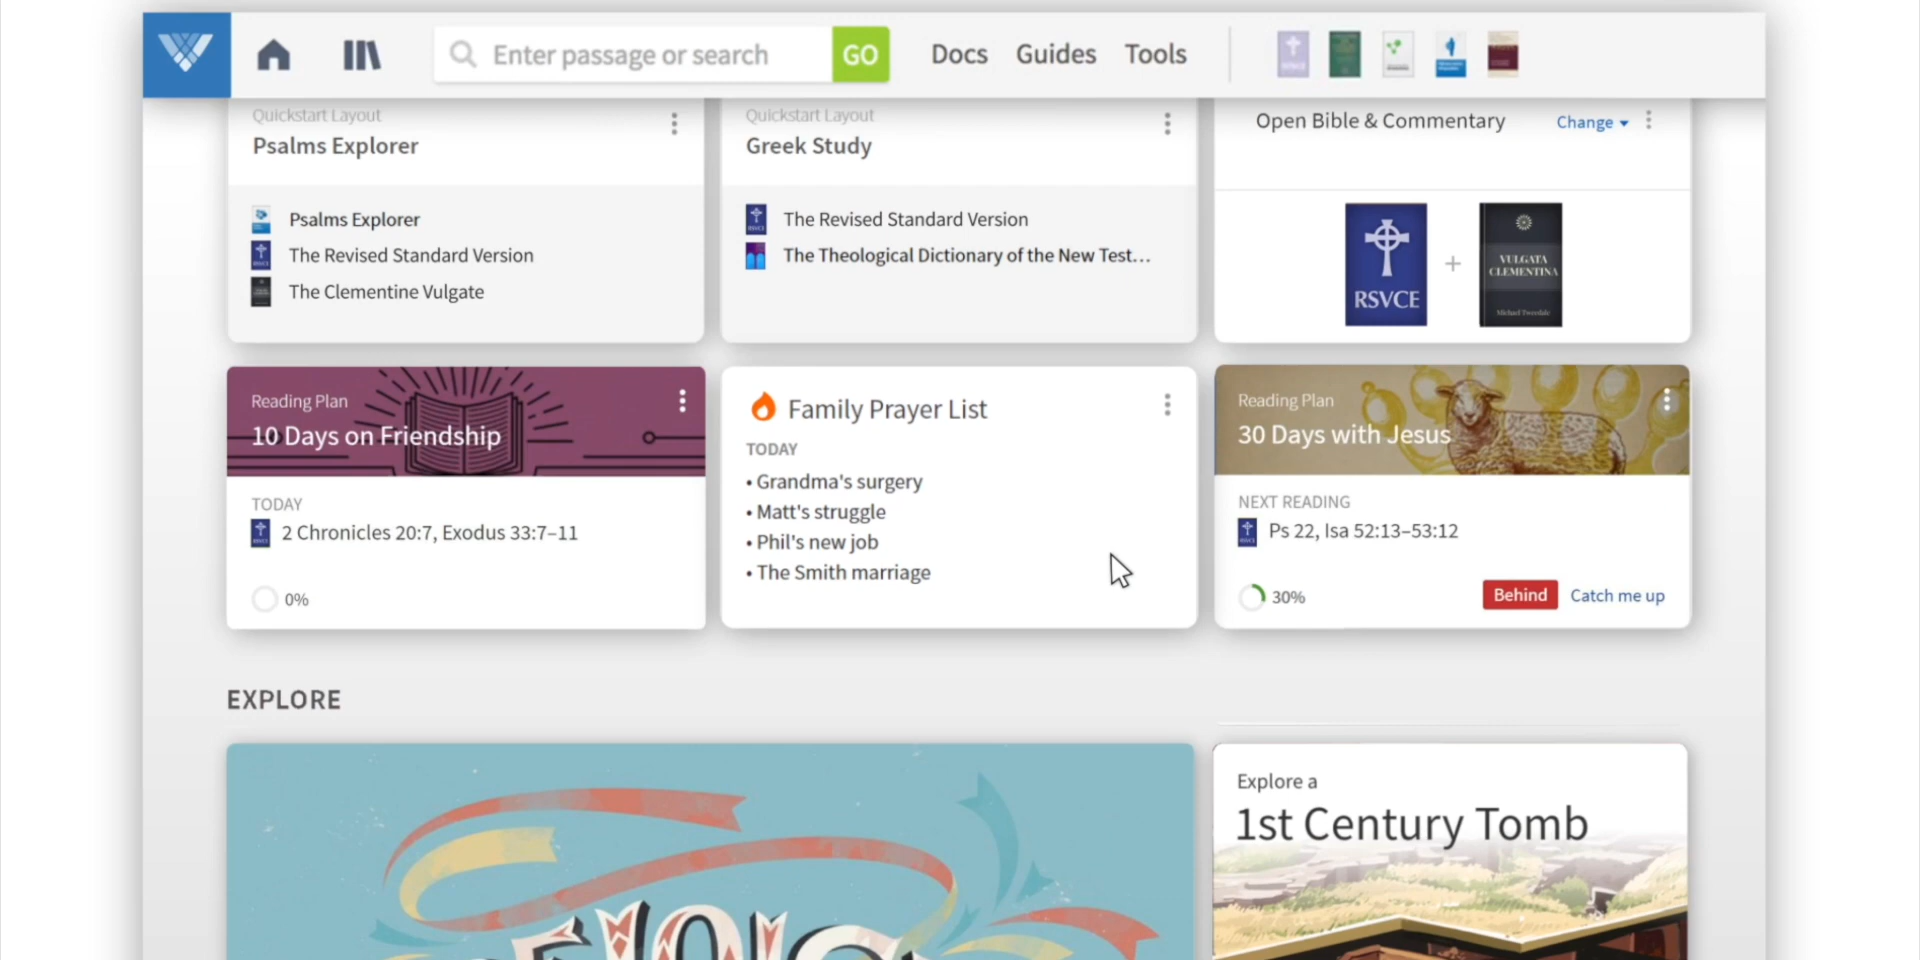 Enter passage or search
GO
Docs
Guides
Tools
Quickstart Layout
Psalms Explorer
Psalms Explorer
The Revised Standard Version
The Clementine Vulgate
Quickstart Layout
Greek Study
The Revised Standard Version
The Theological Dictionary of the New Test...
Open Bible & Commentary
Change
RSVCE
+
VULGATA
CLEMENTINA
Michael Tweedale
Reading Plan
10 Days on Friendship
TODAY
2 Chronicles 20:7, Exodus 33:7–11
0%
Family Prayer List
TODAY
• Grandma's surgery
• Matt's struggle
• Phil's new job
• The Smith marriage
Reading Plan
30 Days with Jesus
NEXT READING
Ps 22, Isa 52:13–53:12
30%
Behind
Catch me up
EXPLORE
Explore a
1st Century Tomb